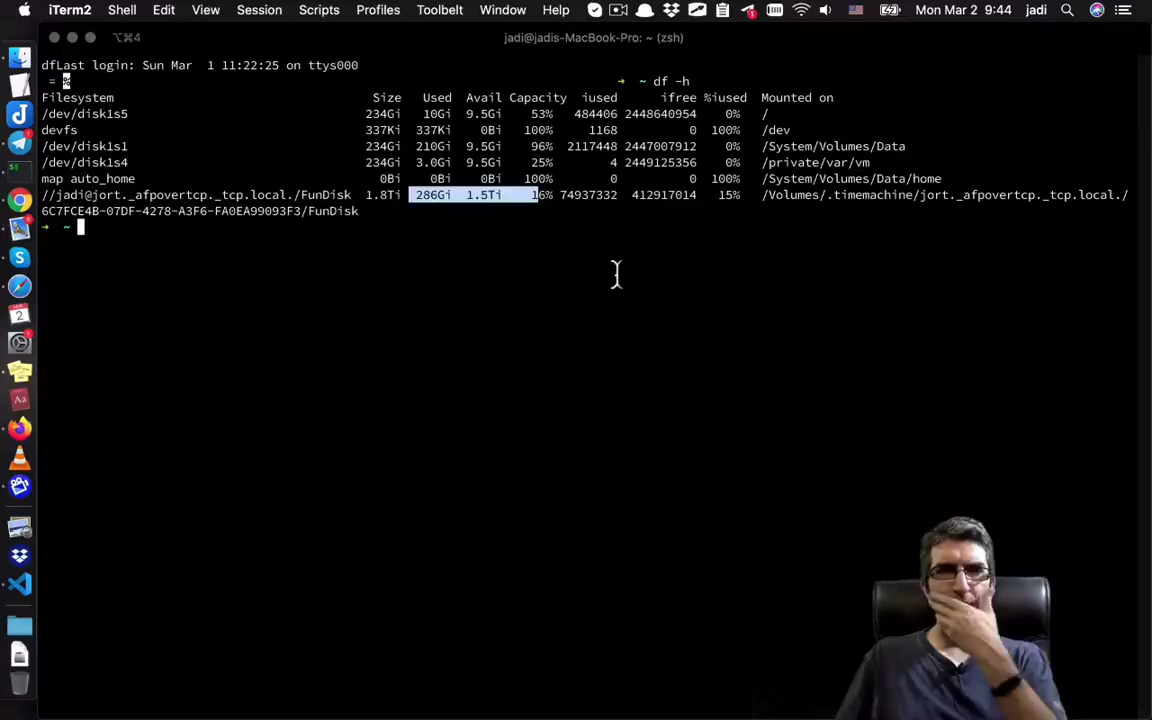 iTerm2 Shell Edit View Session Scripts Profiles Toolbelt Window Help Mon Mar 2 9:44 jadi
⌥⌘4 jadi@jadis-MacBook-Pro: ~ (zsh)
dfLast login: Sun Mar  1 11:22:25 on ttys000
= % ➜ ~ df -h
Filesystem Size Used Avail Capacity iused ifree %iused Mounted on
/dev/disk1s5 234Gi 10Gi 9.5Gi 53% 484406 2448640954 0% /
devfs 337Ki 337Ki 0Bi 100% 1168 0 100% /dev
/dev/disk1s1 234Gi 210Gi 9.5Gi 96% 2117448 2447007912 0% /System/Volumes/Data
/dev/disk1s4 234Gi 3.0Gi 9.5Gi 25% 4 2449125356 0% /private/var/vm
map auto_home 0Bi 0Bi 0Bi 100% 0 0 100% /System/Volumes/Data/home
//jadi@jort._afpovertcp._tcp.local./FunDisk 1.8Ti 286Gi 1.5Ti 16% 74937332 412917014 15% /Volumes/.timemachine/jort._afpovertcp._tcp.local./
6C7FCE4B-07DF-4278-A3F6-FA0EA99093F3/FunDisk
➜ ~